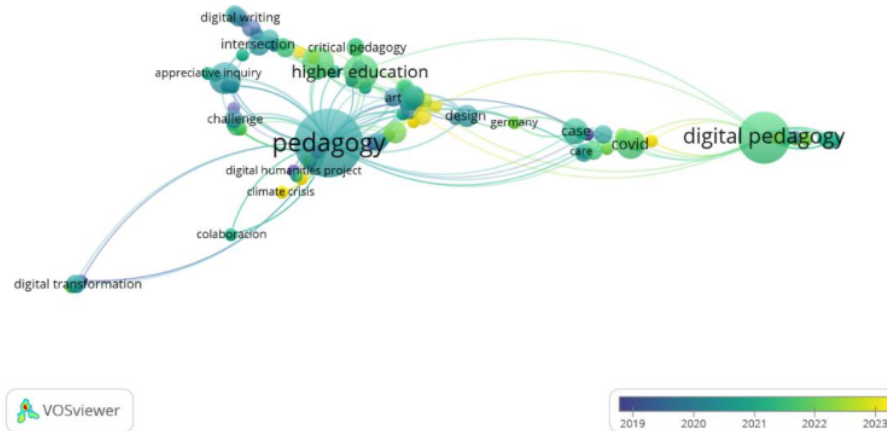 digital writing
intersection
critical pedagogy
appreciative inquiry
higher education
art
challenge
design
germany
case
digital pedagogy
pedagogy
care
covid
digital humanities project
climate crisis
colaboracion
digital transformation
VOSviewer
2019 2020 2021 2022 2023